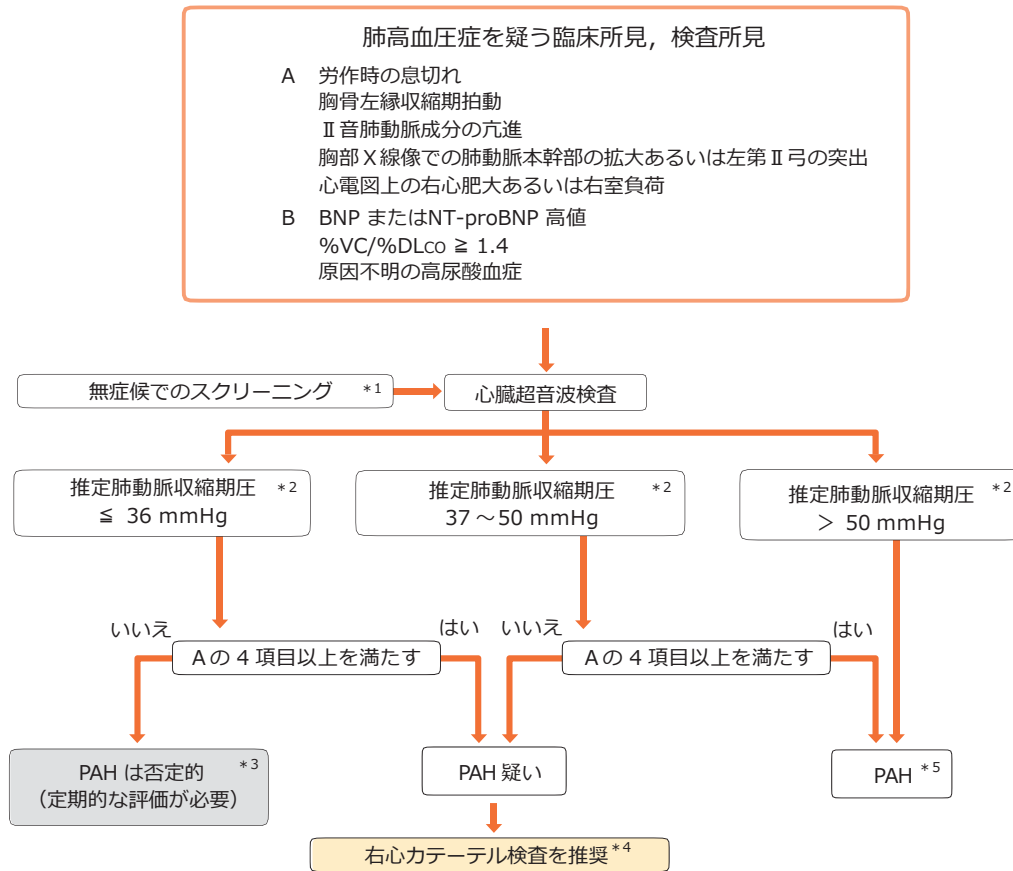 肺高血圧症を疑う臨床所見，検査所見
A 労作時の息切れ
胸骨左縁収縮期拍動
Ⅱ音肺動脈成分の亢進
胸部X線像での肺動脈本幹部の拡大あるいは左第Ⅱ弓の突出
心電図上の右心肥大あるいは右室負荷
B BNP またはNT-proBNP 高値
%VC/%DLco ≧ 1.4
原因不明の高尿酸血症
無症候でのスクリーニング *1
心臓超音波検査
推定肺動脈収縮期圧 *2
≦ 36 mmHg
推定肺動脈収縮期圧 *2
37～50 mmHg
推定肺動脈収縮期圧 *2
＞ 50 mmHg
いいえ
はい
Aの4項目以上を満たす
いいえ
はい
Aの4項目以上を満たす
PAH は否定的 *3
（定期的な評価が必要）
PAH 疑い
PAH *5
右心カテーテル検査を推奨*4